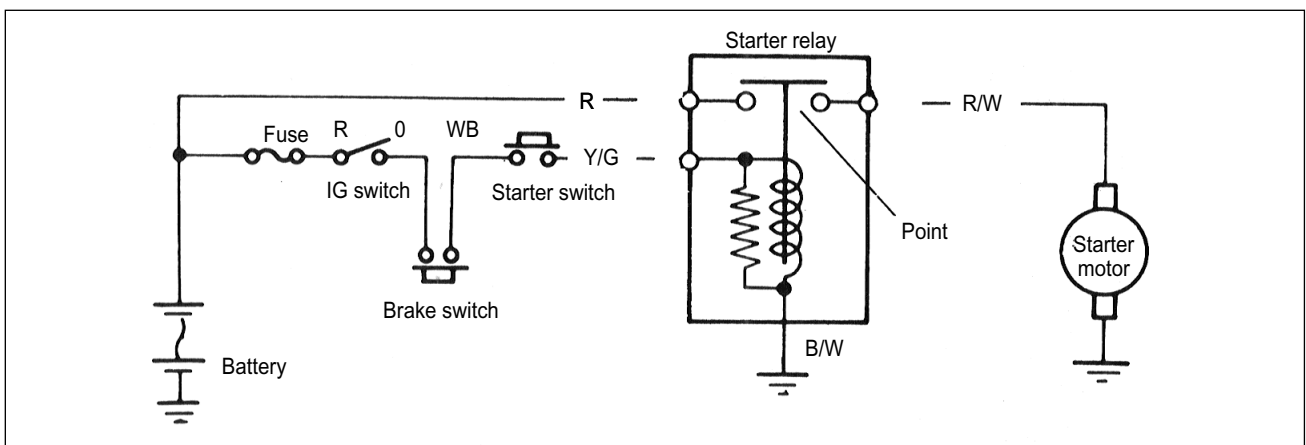 Starter relay
R
R/W
Fuse
R
0
WB
Y/G
IG switch
Starter switch
Point
Starter
motor
Brake switch
B/W
Battery